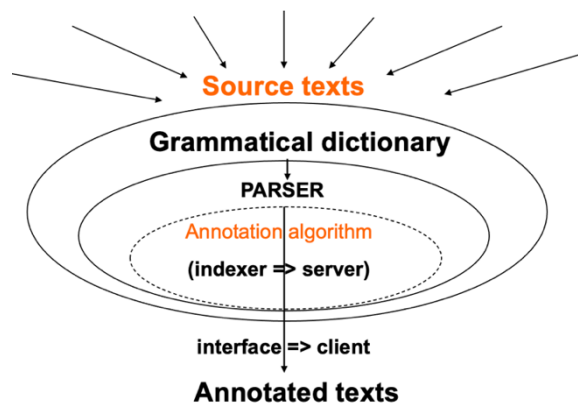 Source texts
Grammatical dictionary
PARSER
Annotation algorithm
(indexer => server)
interface => client
Annotated texts